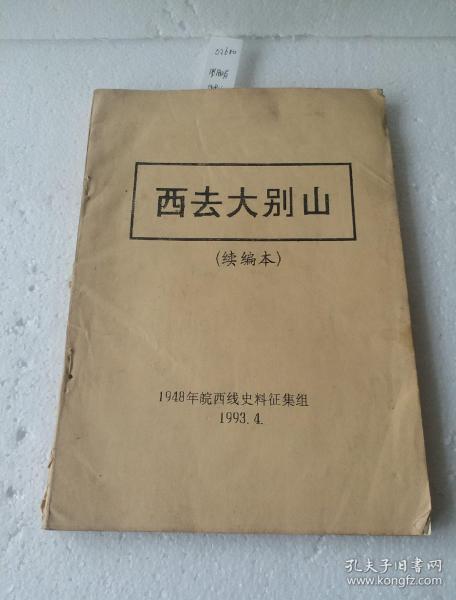 02680
西去大别山
(续编本)
1948年皖西线史料征集组
1993.4.
孔夫子旧书网
www.kongfz.com